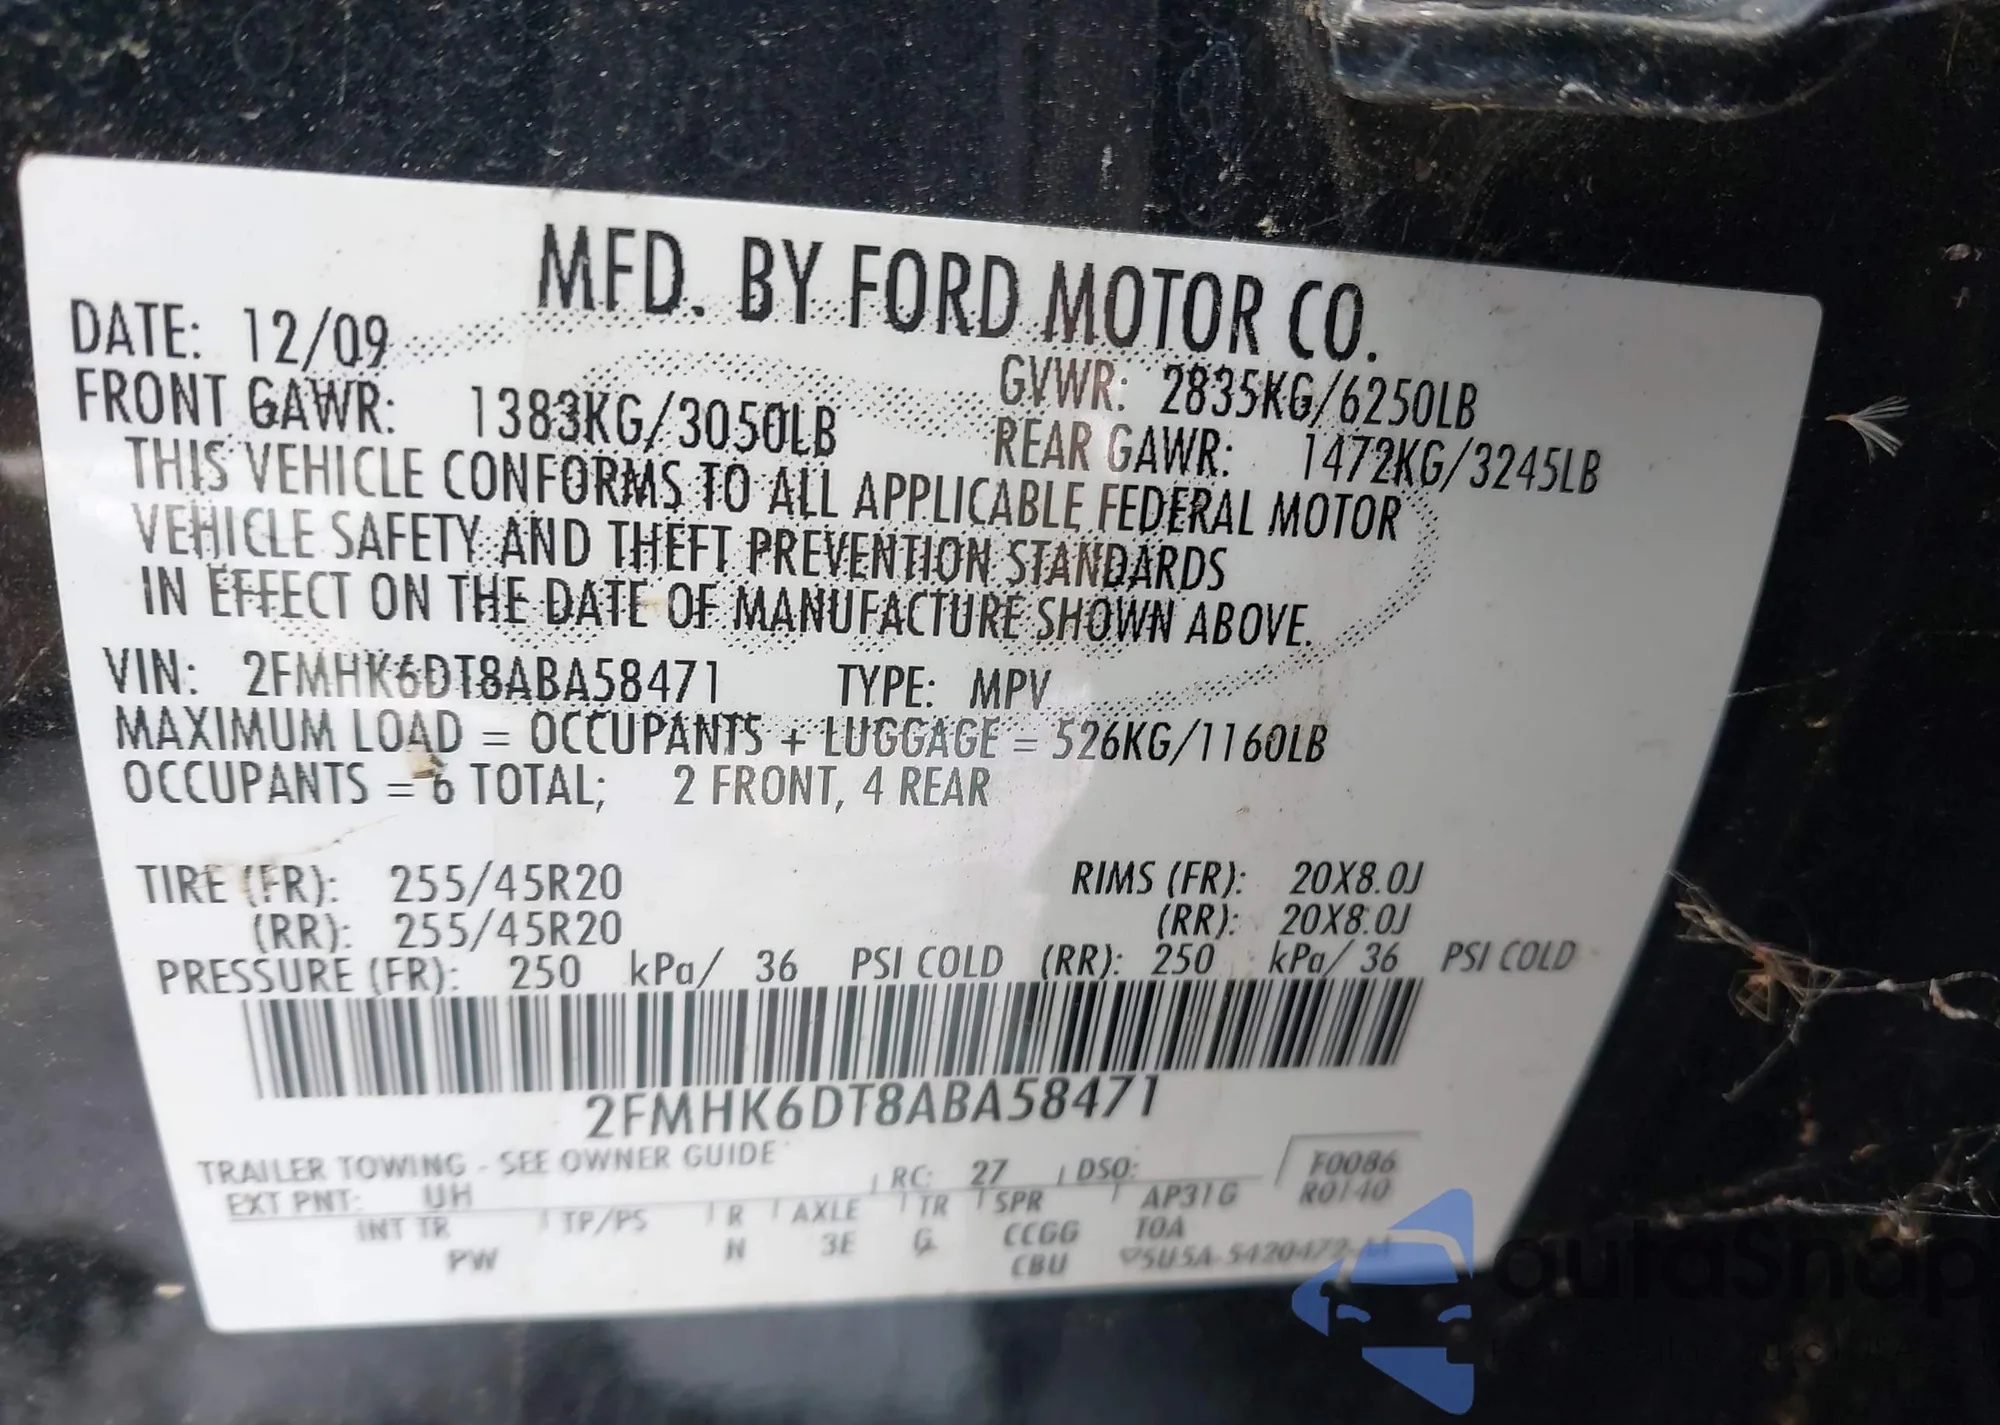 MFD. BY FORD MOTOR CO.
DATE: 12/09
GVWR: 2835KG/6250LB
FRONT GAWR: 1383KG/3050LB
REAR GAWR: 1472KG/3245LB
THIS VEHICLE CONFORMS TO ALL APPLICABLE FEDERAL MOTOR
VEHICLE SAFETY AND THEFT PREVENTION STANDARDS
IN EFFECT ON THE DATE OF MANUFACTURE SHOWN ABOVE.
VIN: 2FMHK6DT8ABA58471 TYPE: MPV
MAXIMUM LOAD = OCCUPANTS + LUGGAGE = 526KG/1160LB
OCCUPANTS = 6 TOTAL; 2 FRONT, 4 REAR
TIRE (FR): 255/45R20 RIMS (FR): 20X8.0J
(RR): 255/45R20 (RR): 20X8.0J
PRESSURE (FR): 250 kPa/ 36 PSI COLD (RR): 250 kPa/ 36 PSI COLD
2FMHK6DT8ABA58471
TRAILER TOWING - SEE OWNER GUIDE
EXT PNT: UH RC: 27 DSO: F0086
R0140
INT TR TP/PS R AXLE TR SPR AP31G
PW N 3E G CCGG TOA
CBU
autoSnap